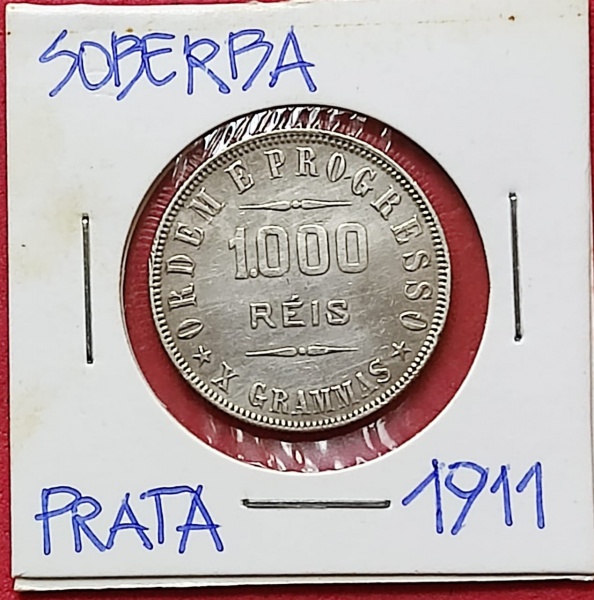 SOBERBA
ORDEM E PROGRESSO
1.000
RÉIS
★ X GRAMMAS ★
PRATA — 1911